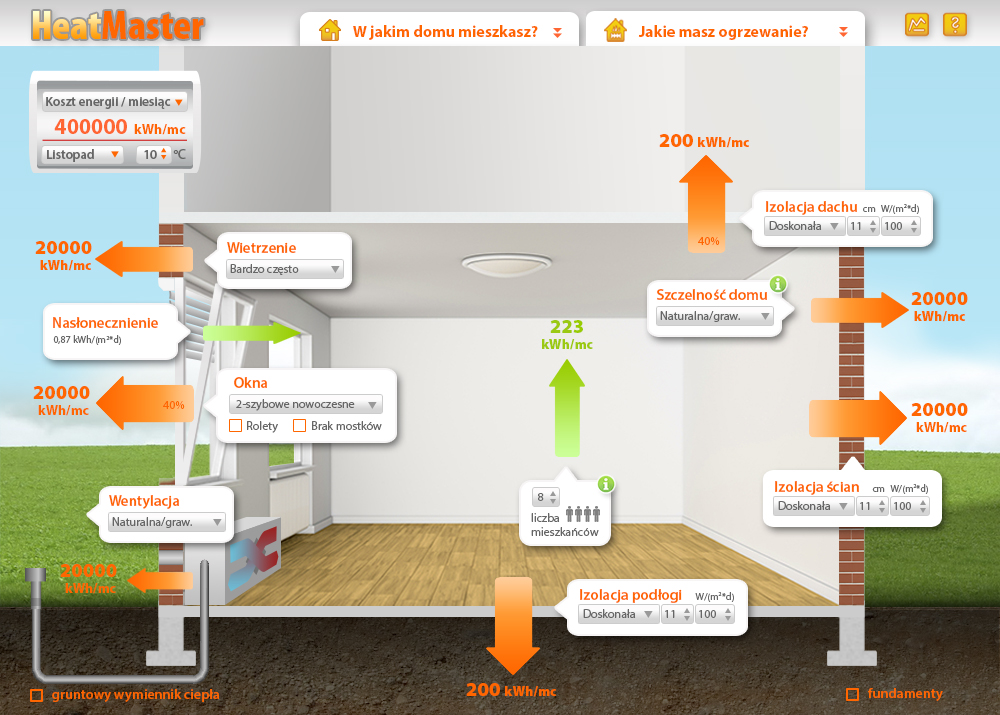 HeatMaster
W jakim domu mieszkasz?
Jakie masz ogrzewanie?
?
Koszt energii / miesiąc
400000 kWh/mc
Listopad 10 °C
200 kWh/mc
40%
Izolacja dachu cm W/(m²*d)
Doskonała 11 100
20000
kWh/mc
Wietrzenie
Bardzo często
Szczelność domu i
Naturalna/graw.
20000
kWh/mc
Nasłonecznienie
0,87 kWh/(m²*d)
223
kWh/mc
Okna
2-szybowe nowoczesne
Rolety Brak mostków
20000
kWh/mc
40%
20000
kWh/mc
Izolacja ścian cm W/(m²*d)
Doskonała 11 100
i
8
liczba
mieszkańców
Wentylacja
Naturalna/graw.
20000
kWh/mc
Izolacja podłogi W/(m²*d)
Doskonała 11 100
200 kWh/mc
gruntowy wymiennik ciepła
fundamenty